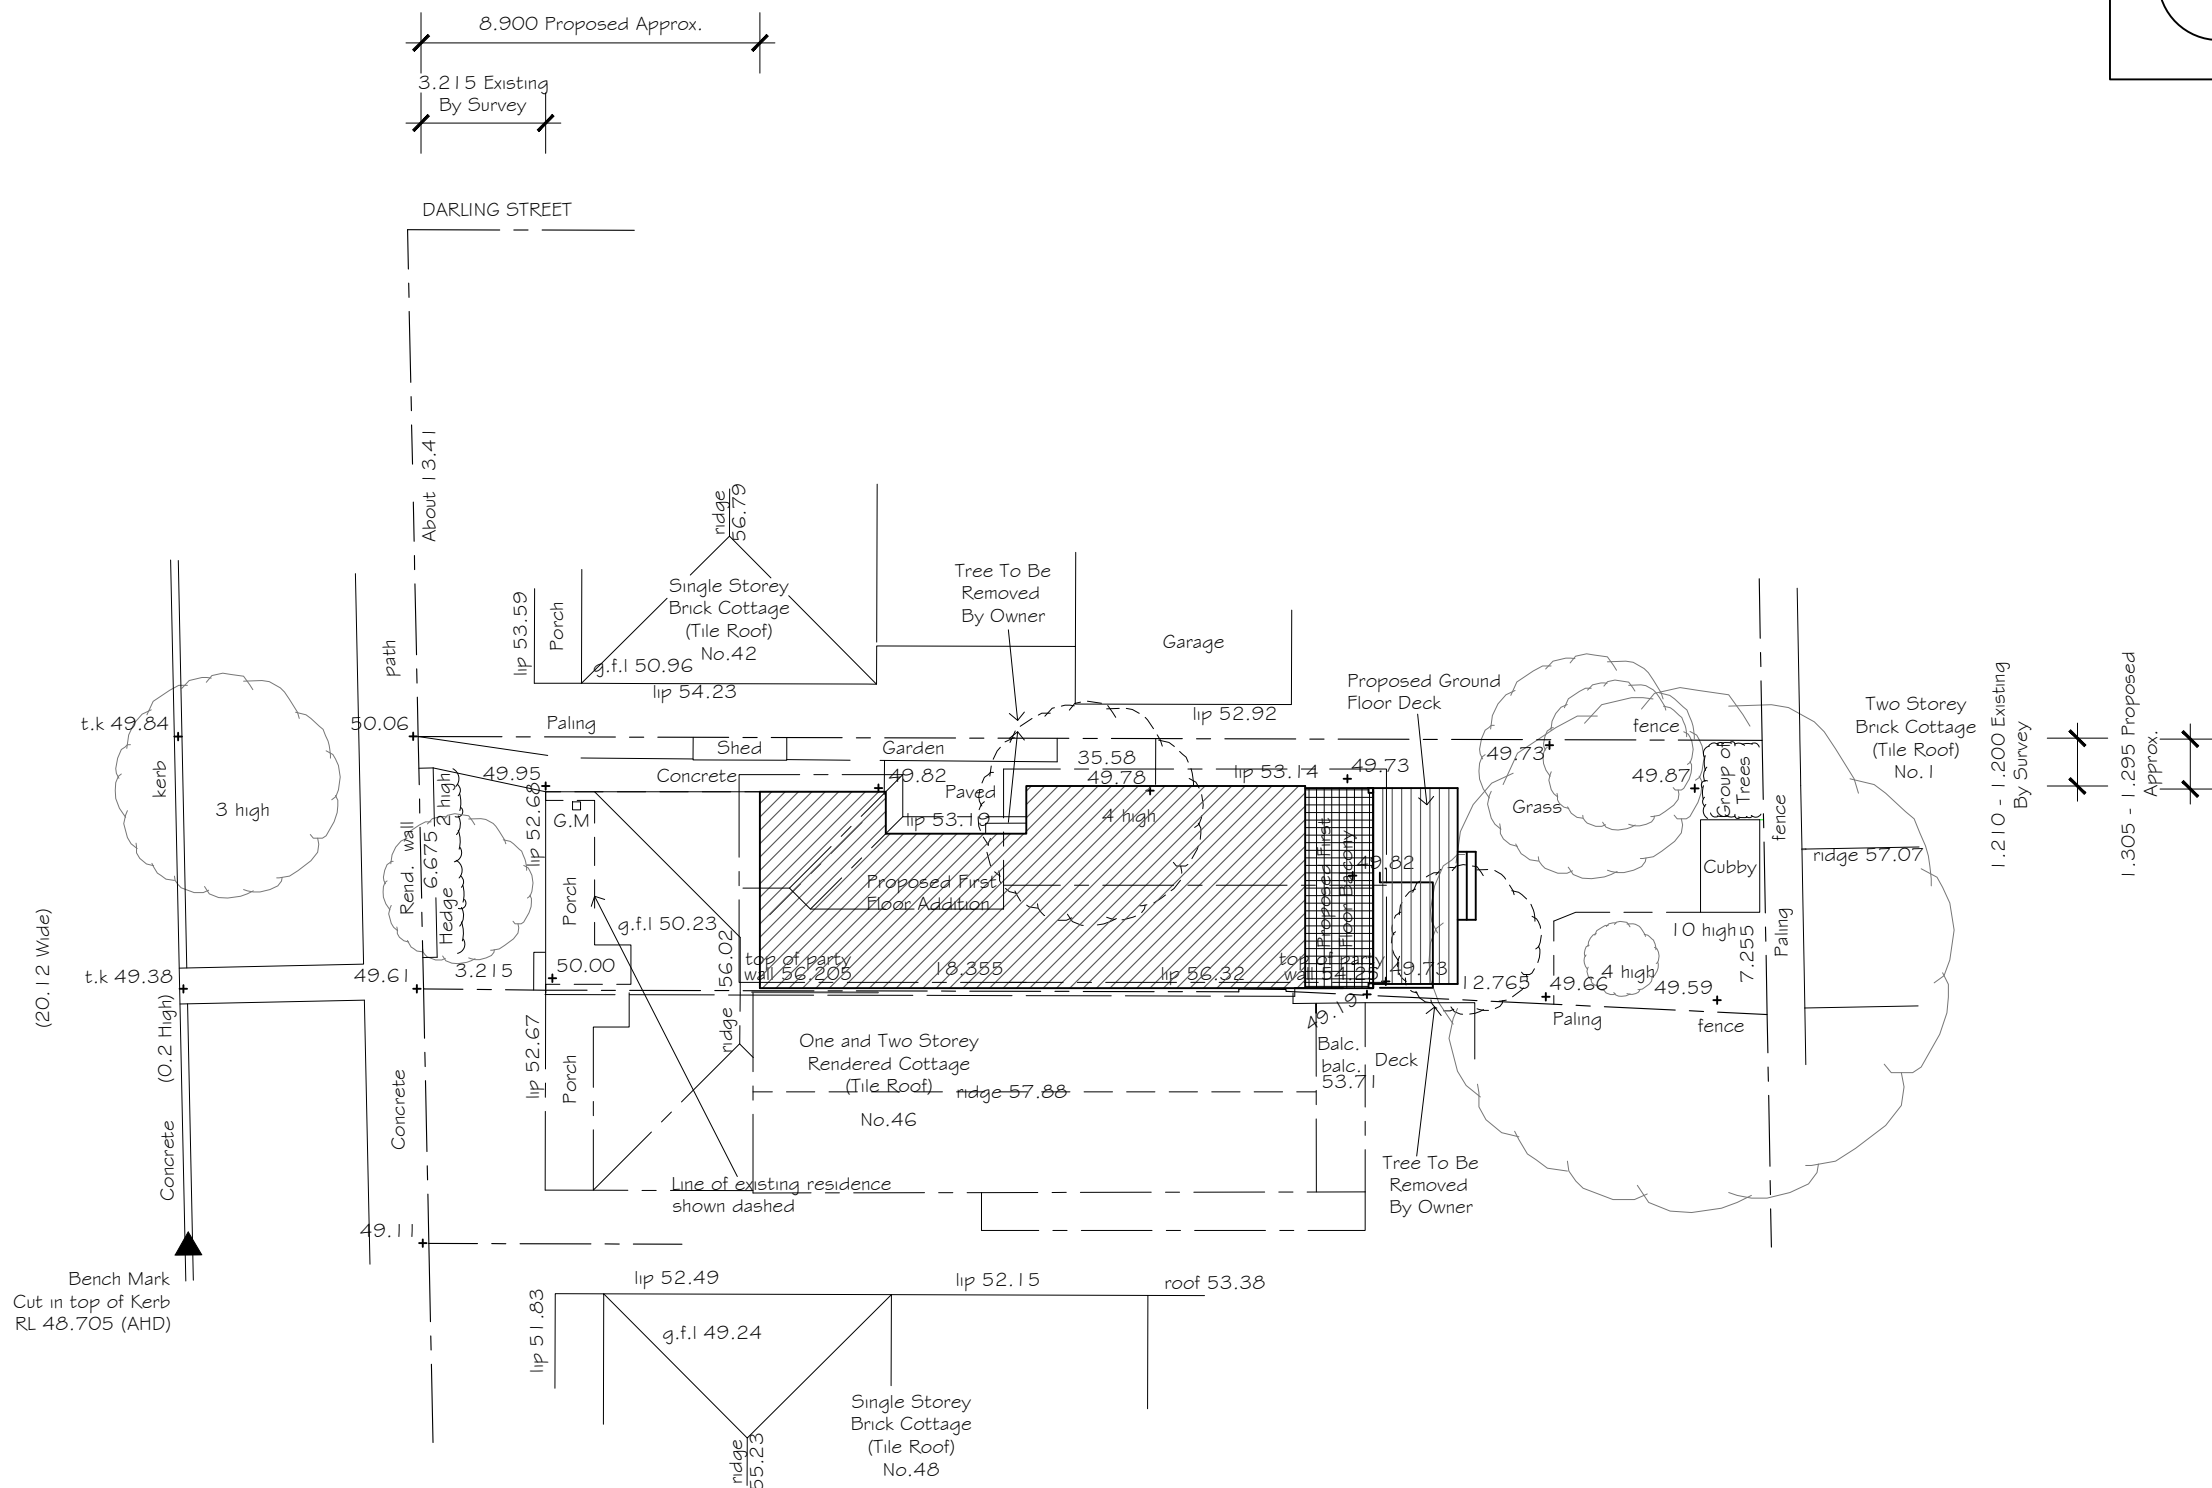 8.900 Proposed Approx.
3.215 Existing
By Survey
DARLING STREET
About 13.41
ridge
56.79
Single Storey
Brick Cottage
(Tile Roof)
No.42
lip 53.59
Porch
g.f.l 50.96
lip 54.23
Tree To Be
Removed
By Owner
Garage
lip 52.92
Proposed Ground
Floor Deck
path
t.k 49.84
50.06
Paling
Shed
Garden
kerb
3 high
Concrete
49.95
49.82
Paved
35.58
49.78
lip 53.14
49.73
49.73
fence
49.87
Group of
Trees
Grass
Two Storey
Brick Cottage
(Tile Roof)
No.1
1.210 - 1.200 Existing
By Survey
1.305 - 1.295 Proposed
Approx.
Rend. wall
6.675
2 high
Hedge
lip 52.68
G.M
Porch
lip 53.19
4 high
Proposed First
Floor Balcony
49.82
Cubby
fence
ridge 57.07
Proposed First
Floor Addition
g.f.l 50.23
(20.12 Wide)
t.k 49.38
49.61
3.215
50.00
ridge 56.02
top of party
wall 56.205
18.355
lip 56.32
top of party
wall 54.25
49.73
12.765
49.66
4 high
49.59
10 high
7.255
Paling
49.19
Paling
fence
(0.2 High)
Concrete
Concrete
lip 52.67
Porch
One and Two Storey
Rendered Cottage
(Tile Roof)
ridge 57.88
No.46
Balc.
balc.
53.71
Deck
Line of existing residence
shown dashed
Tree To Be
Removed
By Owner
49.11
Bench Mark
Cut in top of Kerb
RL 48.705 (AHD)
lip 52.49
lip 52.15
roof 53.38
lip 51.83
g.f.l 49.24
ridge
55.23
Single Storey
Brick Cottage
(Tile Roof)
No.48